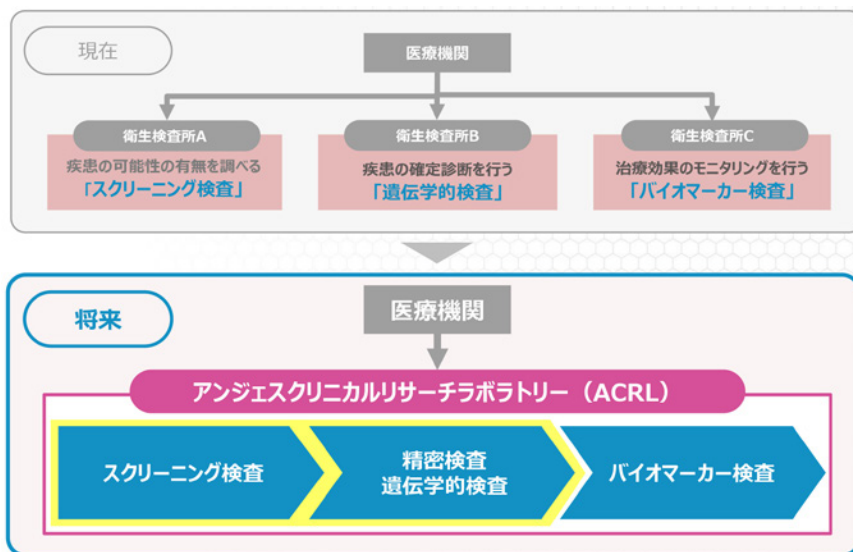 現在
医療機関
衛生検査所A
疾患の可能性の有無を調べる
「スクリーニング検査」
衛生検査所B
疾患の確定診断を行う
「遺伝学的検査」
衛生検査所C
治療効果のモニタリングを行う
「バイオマーカー検査」
将来
医療機関
アンジェスクリニカルリサーチラボラトリー（ACRL）
スクリーニング検査
精密検査
遺伝学的検査
バイオマーカー検査